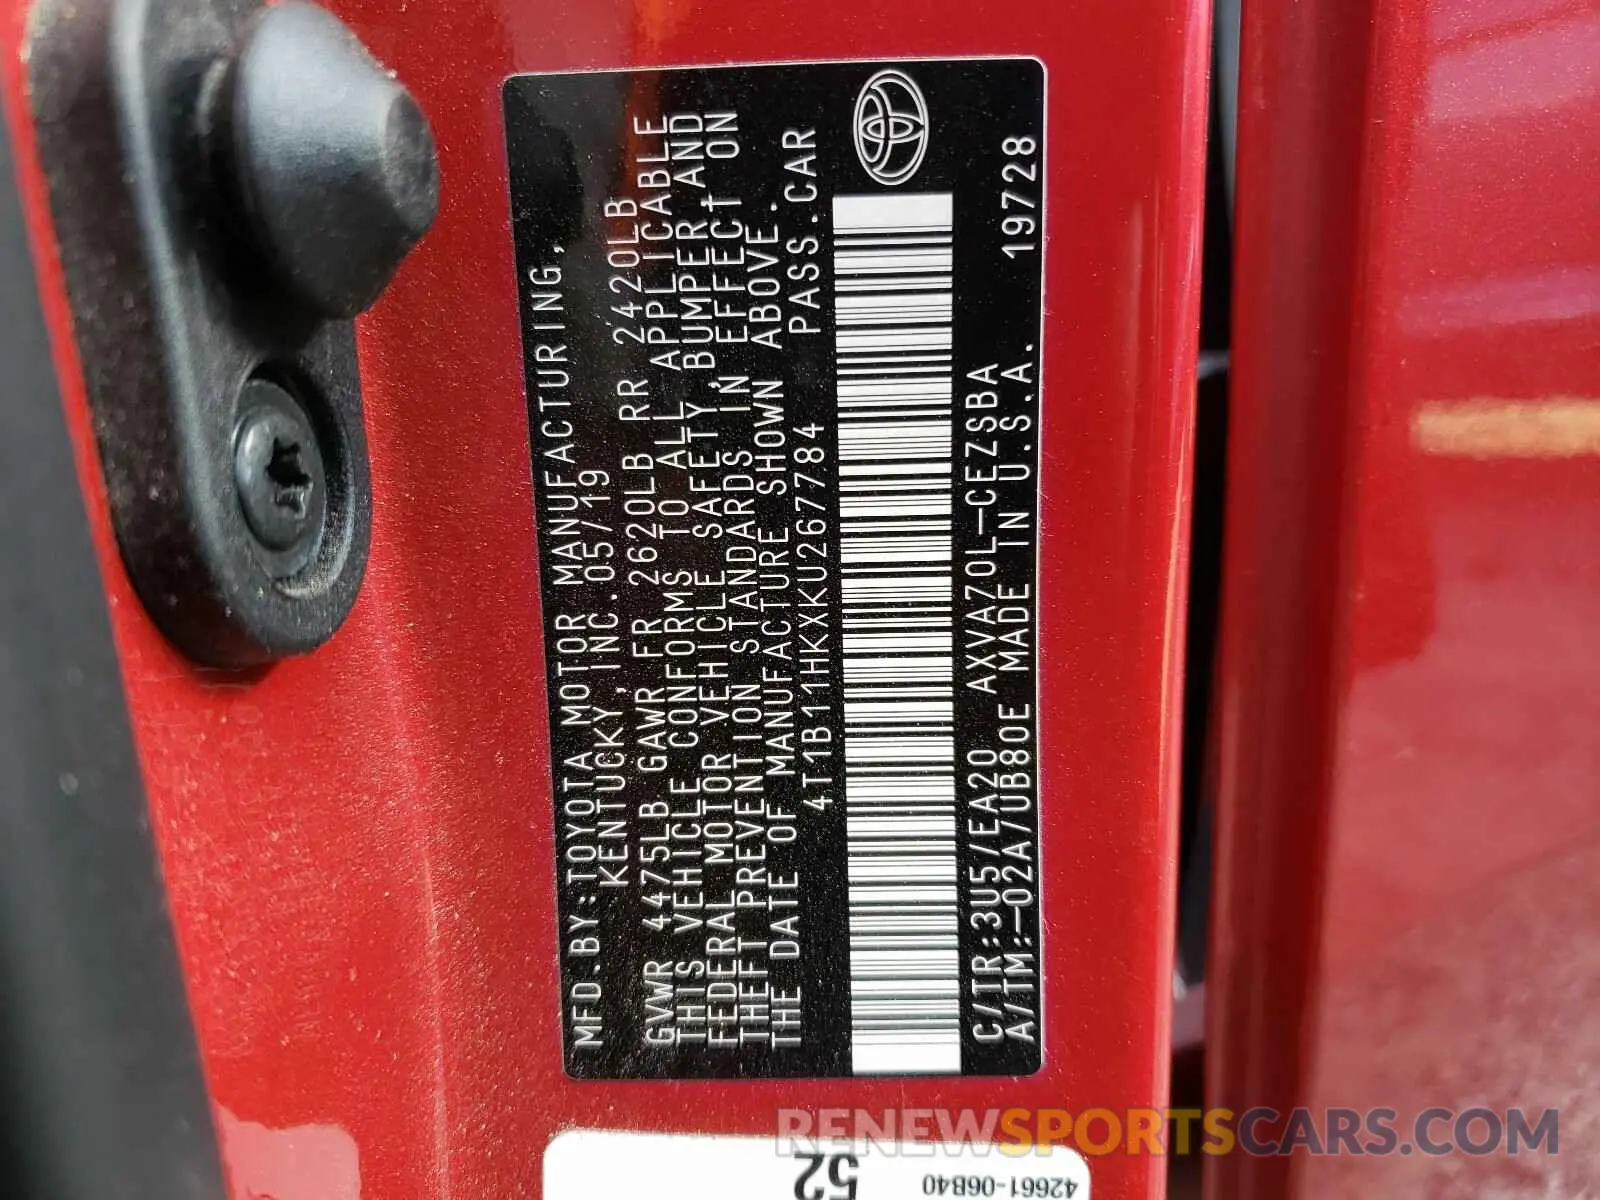 MFD.BY:TOYOTA MOTOR MANUFACTURING,
KENTUCKY,INC.05/19
GVWR 4475LB GAWR FR 2620LB RR 2420LB
THIS VEHICLE CONFORMS TO ALL APPLICABLE
FEDERAL MOTOR VEHICLE SAFETY,BUMPER,AND
THEFT PREVENTION STANDARDS IN EFFECT ON
THE DATE OF MANUFACTURE SHOWN ABOVE.
4T1B11HKXKU267784 PASS.CAR
C/TR:3U5/EA20 AXVA70L-CEZSBA
A/TM:-02A/UB80E MADE IN U.S.A. 19728
52
42661-06B40
RENEWSPORTSCARS.COM